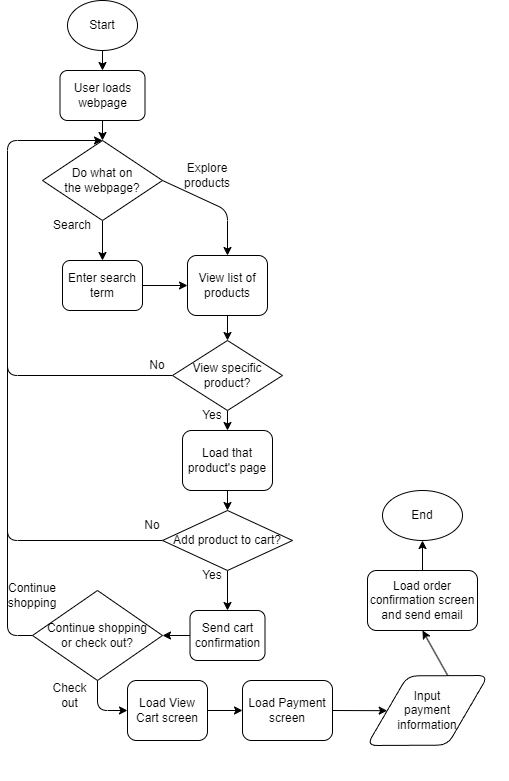 Start
User loads
webpage
Do what on
the webpage?
Explore
products
Search
Enter search
term
View list of
products
No
View specific
product?
Yes
Load that
product's page
No
Add product to cart?
Yes
Continue
shopping
Continue shopping
or check out?
Send cart
confirmation
Check
out
Load View
Cart screen
Load Payment
screen
Input
payment
information
Load order
confirmation screen
and send email
End